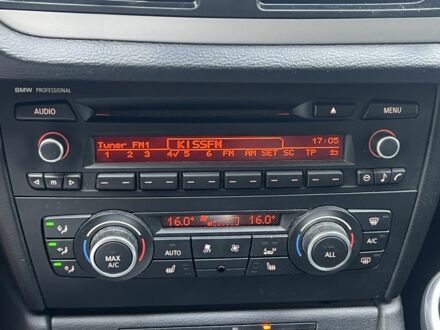 BMW PROFESSIONAL
AUDIO
MENU
Tuner FM1 KISSFM 17:05
1 2 3 4√ 5 6 FM AM SET SC TP
m
16.0° 16.0°
MAX A/C
AUTO
ALL
A/C